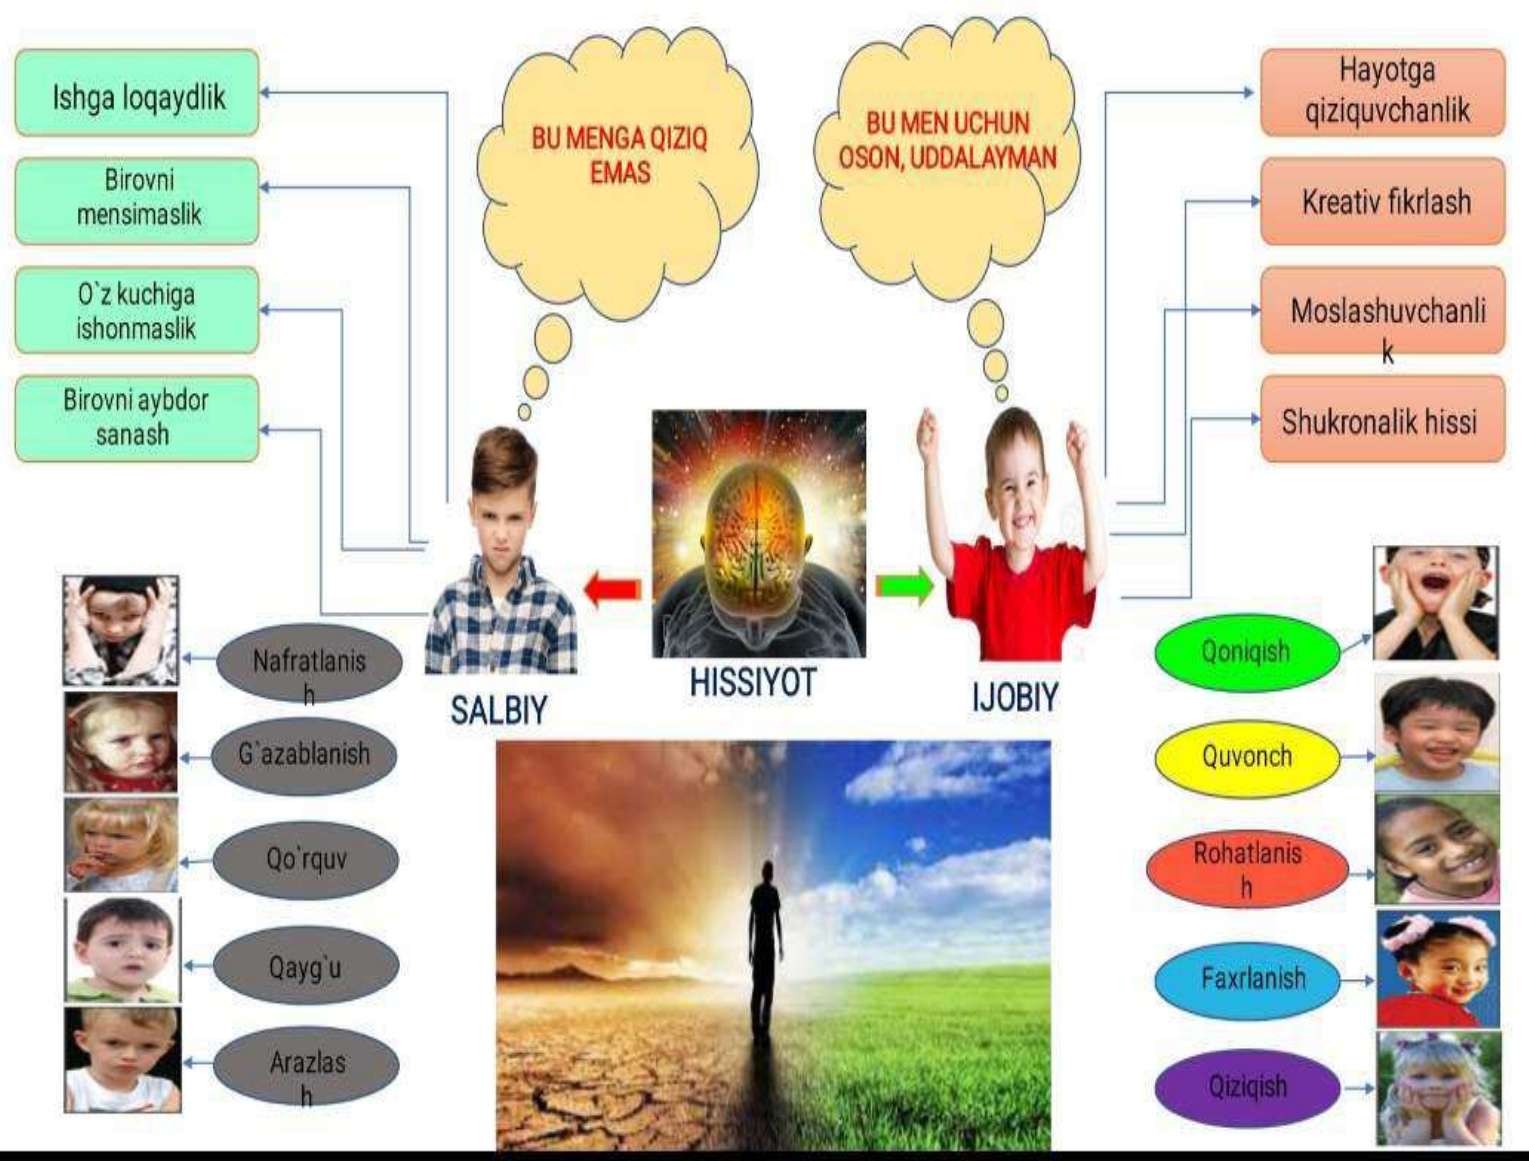 Ishga loqaydlik
Birovni
mensimaslik
O`z kuchiga
ishonmaslik
Birovni aybdor
sanash
BU MENGA QIZIQ
EMAS
BU MEN UCHUN
OSON, UDDALAYMAN
Hayotga
qiziquvchanlik
Kreativ fikrlash
Moslashuvchanli
k
Shukronalik hissi
SALBIY
HISSIYOT
IJOBIY
Nafratlanis
h
G`azablanish
Qo`rquv
Qayg`u
Arazlas
h
Qoniqish
Quvonch
Rohatlanis
h
Faxrlanish
Qiziqish